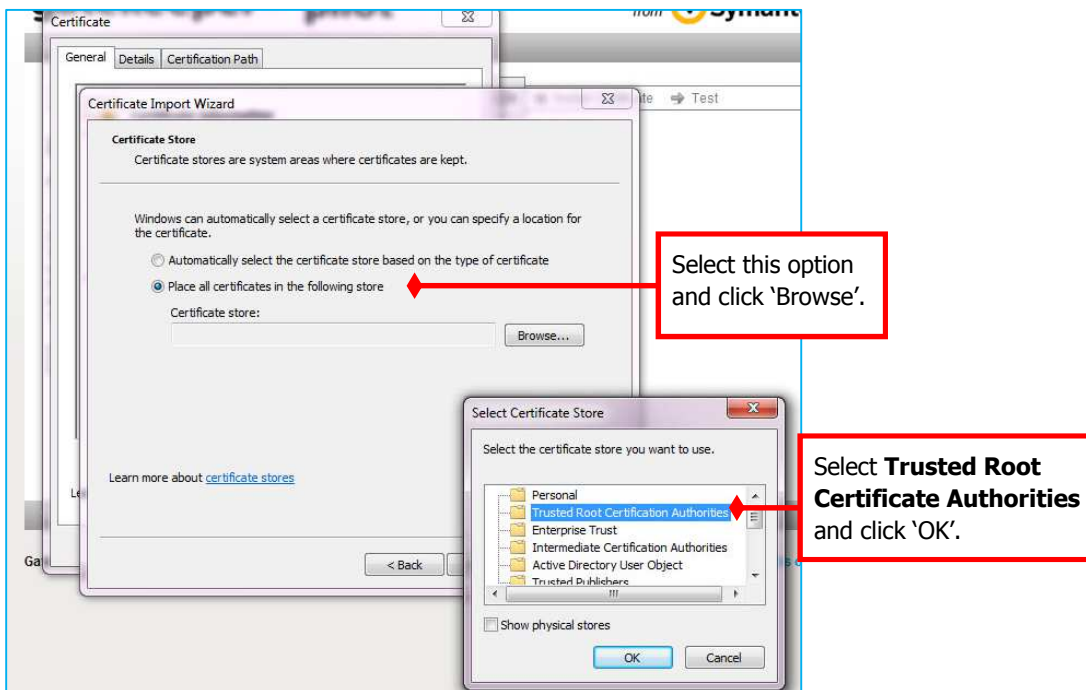 from Symant
Certificate
General Details Certification Path
Certificate Import Wizard
Test
Certificate Store
Certificate stores are system areas where certificates are kept.
Windows can automatically select a certificate store, or you can specify a location for
the certificate.
Automatically select the certificate store based on the type of certificate
Place all certificates in the following store
Certificate store:
Browse...
Select this option
and click ‘Browse’.
Learn more about certificate stores
< Back
Select Certificate Store
Select the certificate store you want to use.
Personal
Trusted Root Certification Authorities
Enterprise Trust
Intermediate Certification Authorities
Active Directory User Object
Trusted Publishers
Show physical stores
OK Cancel
Select Trusted Root
Certificate Authorities
and click ‘OK’.
Le
Ga